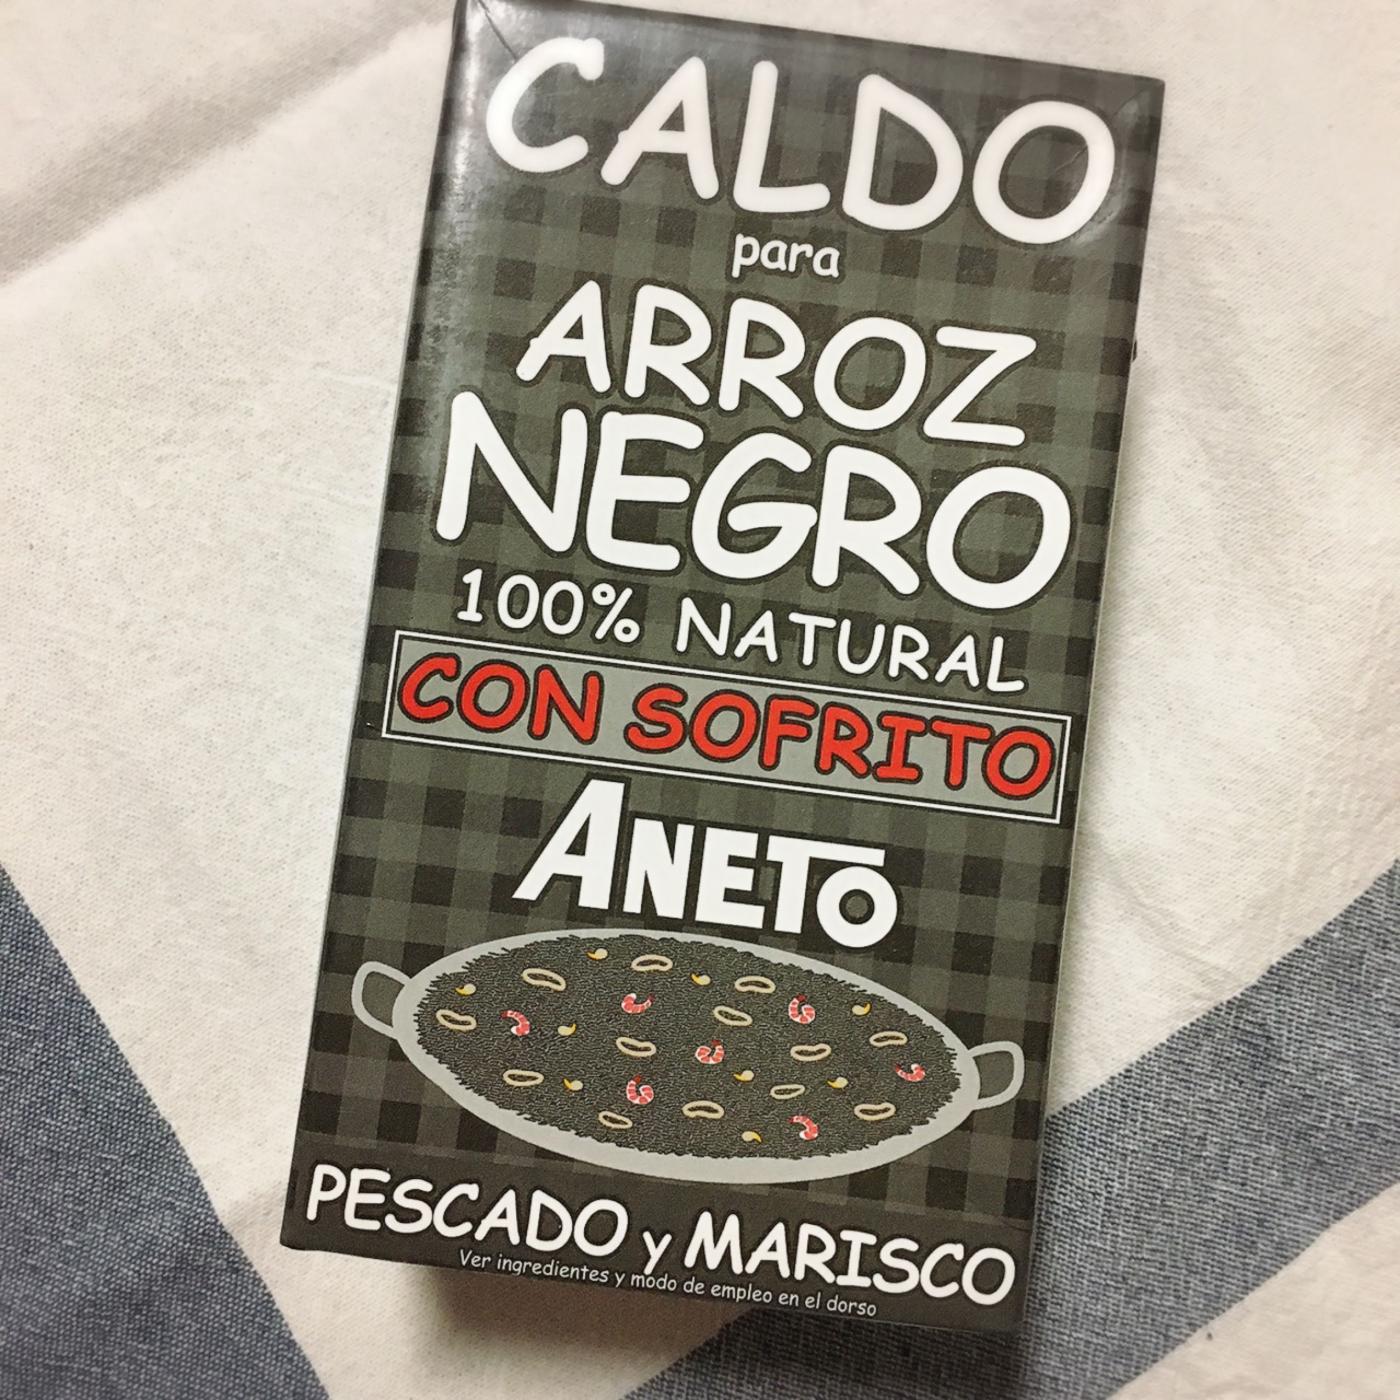 CALDO
para
ARROZ
NEGRO
100% NATURAL
CON SOFRITO
ANETO
PESCADO y MARISCO
Ver ingredientes y modo de empleo en el dorso